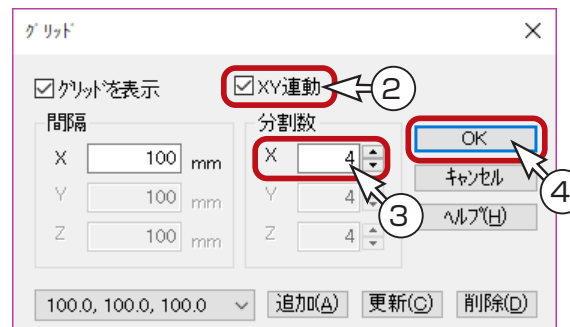 グリッド
グリッドを表示
XY連動
②
間隔
分割数
X 100 mm
X 4
OK
④
Y 100 mm
Y 4
③
キャンセル
Z 100 mm
Z 4
ヘルプ(H)
100.0, 100.0, 100.0
追加(A)
更新(C)
削除(D)